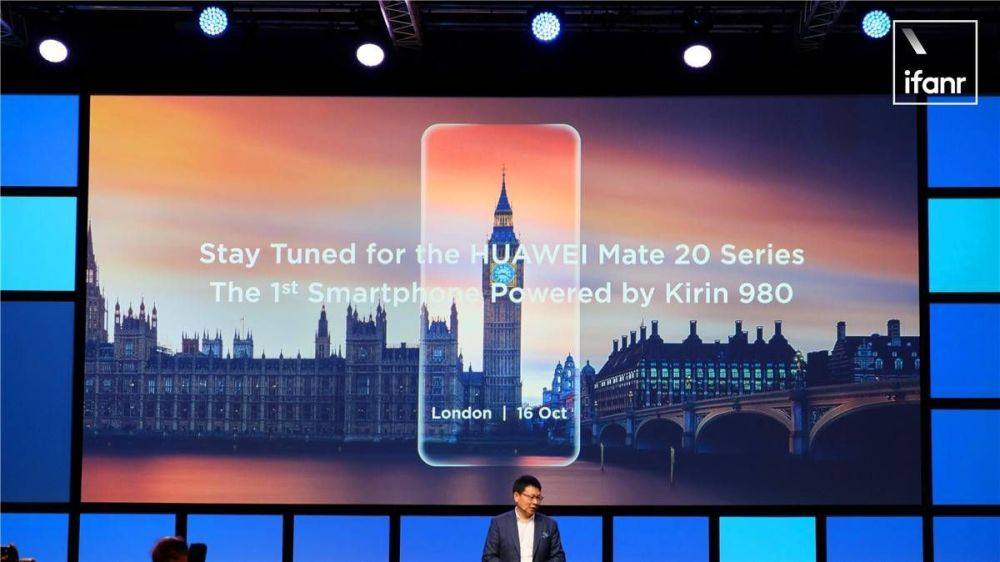 ifanr
Stay Tuned for the HUAWEI Mate 20 Series
The 1st Smartphone Powered by Kirin 980
London | 16 Oct